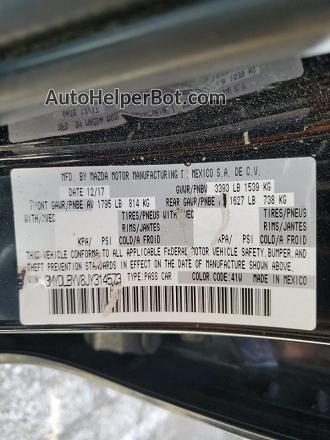 AutoHelperBot.com
MFG. BY MAZDA MOTOR MANUFACTURING MEXICO S.A. DE C.V.
DATE 12/17 GVWR/PNBV 3393 LB 1539 KG
FRONT GAWR/PNBE AV 1795 LB 814 KG REAR GAWR/PNBE 1627 LB 738 KG
WITH/AVEC TIRES/PNEUS WITH/AVEC TIRES/PNEUS
RIMS/JANTES RIMS/JANTES
KPA/ PSI COLD/A FROID KPA/ PSI COLD/A FROID
THIS VEHICLE CONFORMS TO ALL APPLICABLE FEDERAL MOTOR VEHICLE SAFETY, BUMPER, AND
THEFT PREVENTION STANDARDS IN EFFECT ON THE DATE OF MANUFACTURE SHOWN ABOVE.
TYPE: PASS CAR COLOR CODE: 41W MADE IN MEXICO